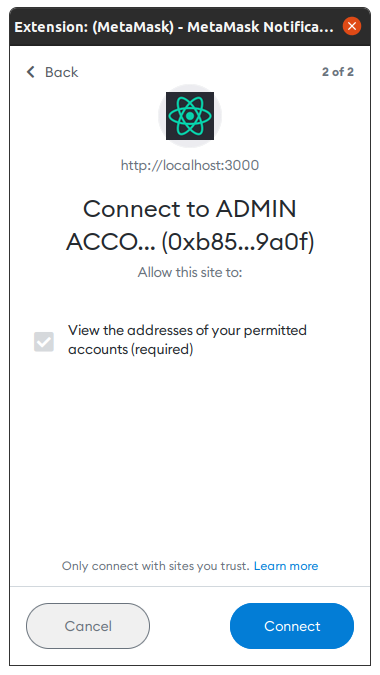 Extension: (MetaMask) - MetaMask Notifica...
Back
2 of 2
http://localhost:3000
Connect to ADMIN
ACCO... (0xb85...9a0f)
Allow this site to:
View the addresses of your permitted
accounts (required)
Only connect with sites you trust. Learn more
Cancel
Connect